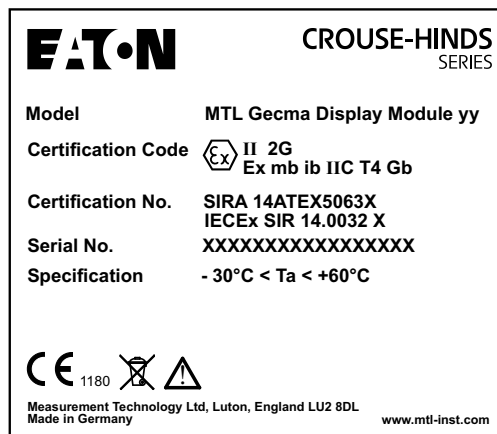 EATON
CROUSE-HINDS
SERIES
Model MTL Gecma Display Module yy
Certification Code Ex II 2G
Ex mb ib IIC T4 Gb
Certification No. SIRA 14ATEX5063X
IECEx SIR 14.0032 X
Serial No. XXXXXXXXXXXXXXXXX
Specification - 30°C < Ta < +60°C
CE 1180
Measurement Technology Ltd, Luton, England LU2 8DL
Made in Germany www.mtl-inst.com